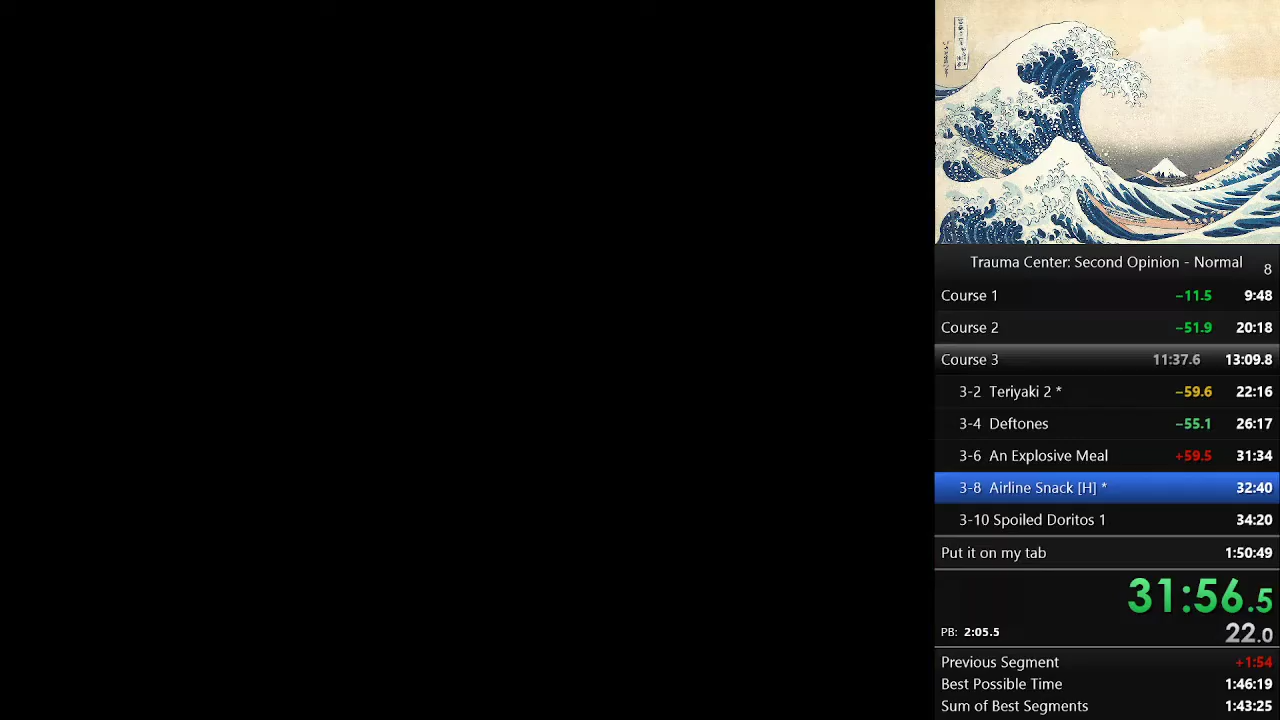 Trauma Center: Second Opinion - Normal
8
Course 1 −11.5 9:48
Course 2 −51.9 20:18
Course 3 11:37.6 13:09.8
3-2 Teriyaki 2 * −59.6 22:16
3-4 Deftones −55.1 26:17
3-6 An Explosive Meal +59.5 31:34
3-8 Airline Snack [H] * 32:40
3-10 Spoiled Doritos 1 34:20
Put it on my tab 1:50:49
31:56.5
PB: 2:05.5 22.0
Previous Segment +1:54
Best Possible Time 1:46:19
Sum of Best Segments 1:43:25